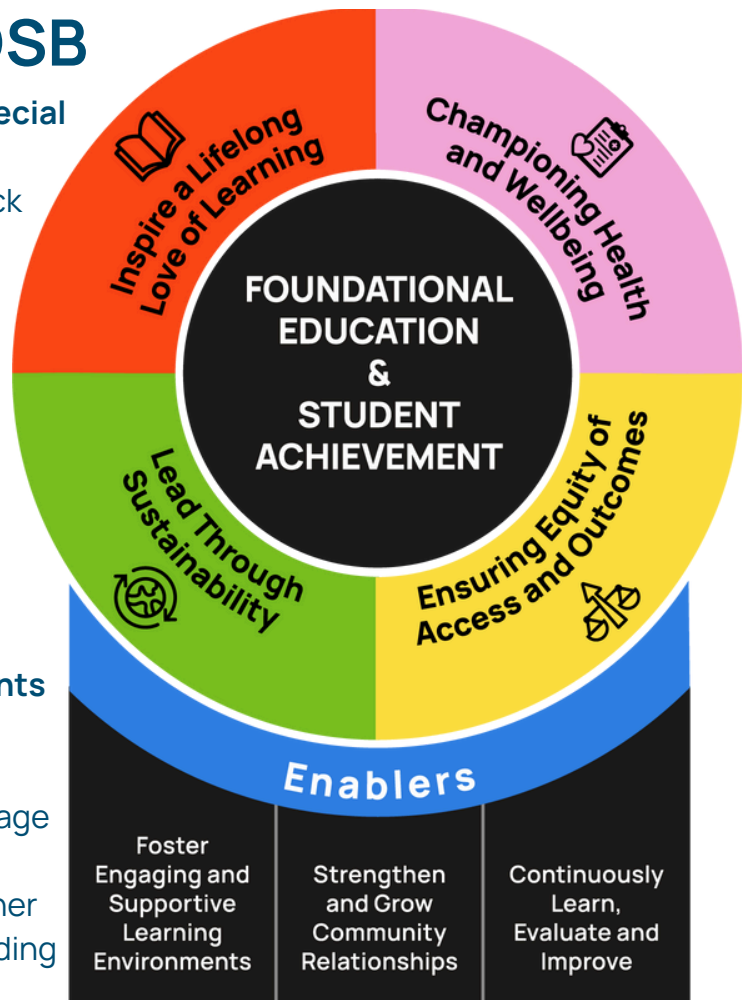 DSB
ecial
ck
nts
age
ner
ding
Inspire a Lifelong
Love of Learning
Championing Health
and Wellbeing
FOUNDATIONAL
EDUCATION
&
STUDENT
ACHIEVEMENT
Lead Through
Sustainability
Ensuring Equity of
Access and Outcomes
Enablers
Foster
Engaging and
Supportive
Learning
Environments
Strengthen
and Grow
Community
Relationships
Continuously
Learn,
Evaluate and
Improve